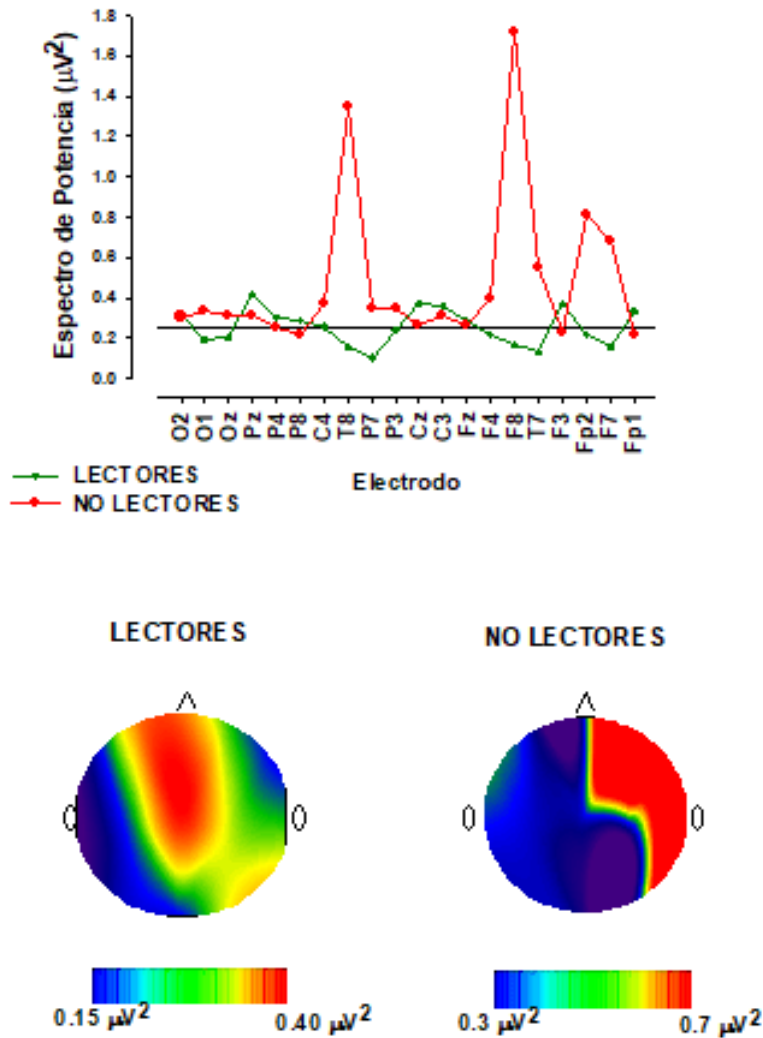 1.8
1.6
1.4
1.2
1.0
0.8
0.6
0.4
0.2
0.0
Espectro de Potencia (µV²)
O2 O1 Oz Pz P4 P8 C4 T8 P7 P3 Cz C3 Fz F4 F8 T7 F3 Fp2 F7 Fp1
Electrodo
LECTORES
NO LECTORES
LECTORES NO LECTORES
0.15 µV² 0.40 µV² 0.3 µV² 0.7 µV²